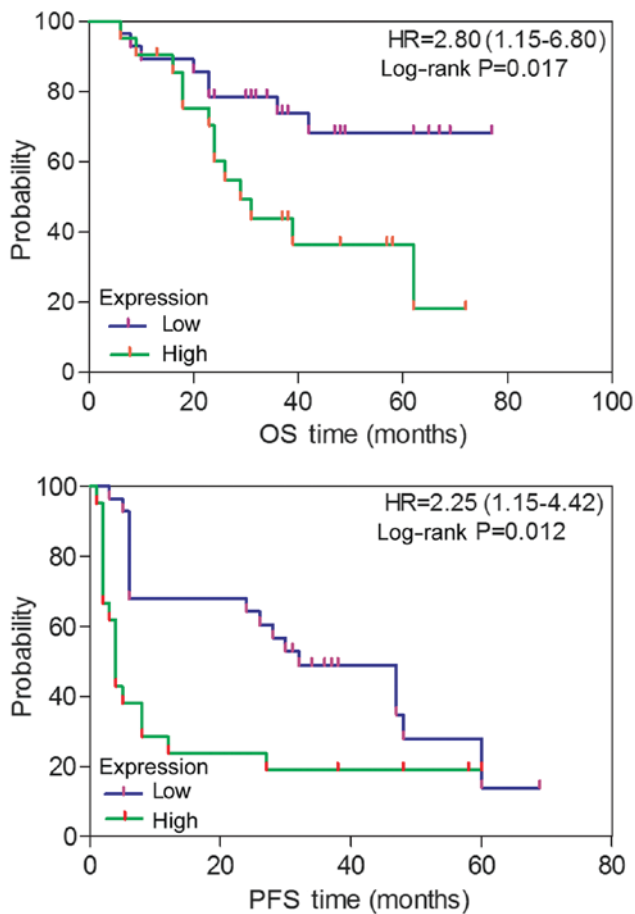 HR=2.80 (1.15-6.80)
Log-rank P=0.017
100
80
60
40
20
0
Probability
Expression
Low
High
0 20 40 60 80 100
OS time (months)
HR=2.25 (1.15-4.42)
Log-rank P=0.012
100
80
60
40
20
0
Probability
Expression
Low
High
0 20 40 60 80
PFS time (months)